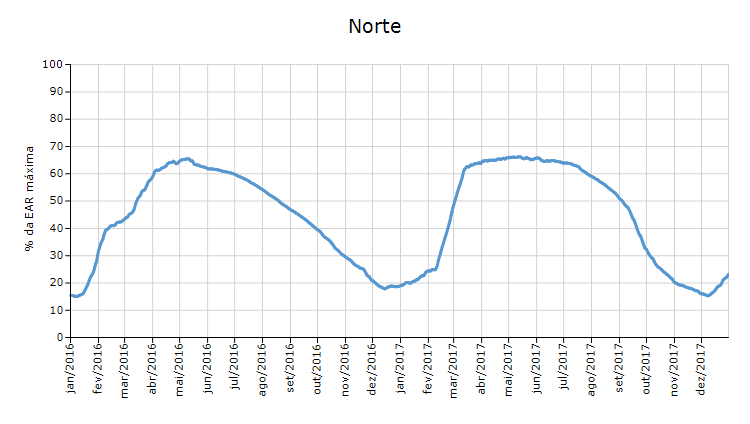 Norte
% da EAR máxima
100
90
80
70
60
50
40
30
20
10
0
jan/2016
fev/2016
mar/2016
abr/2016
mai/2016
jun/2016
jul/2016
ago/2016
set/2016
out/2016
nov/2016
dez/2016
jan/2017
fev/2017
mar/2017
abr/2017
mai/2017
jun/2017
jul/2017
ago/2017
set/2017
out/2017
nov/2017
dez/2017